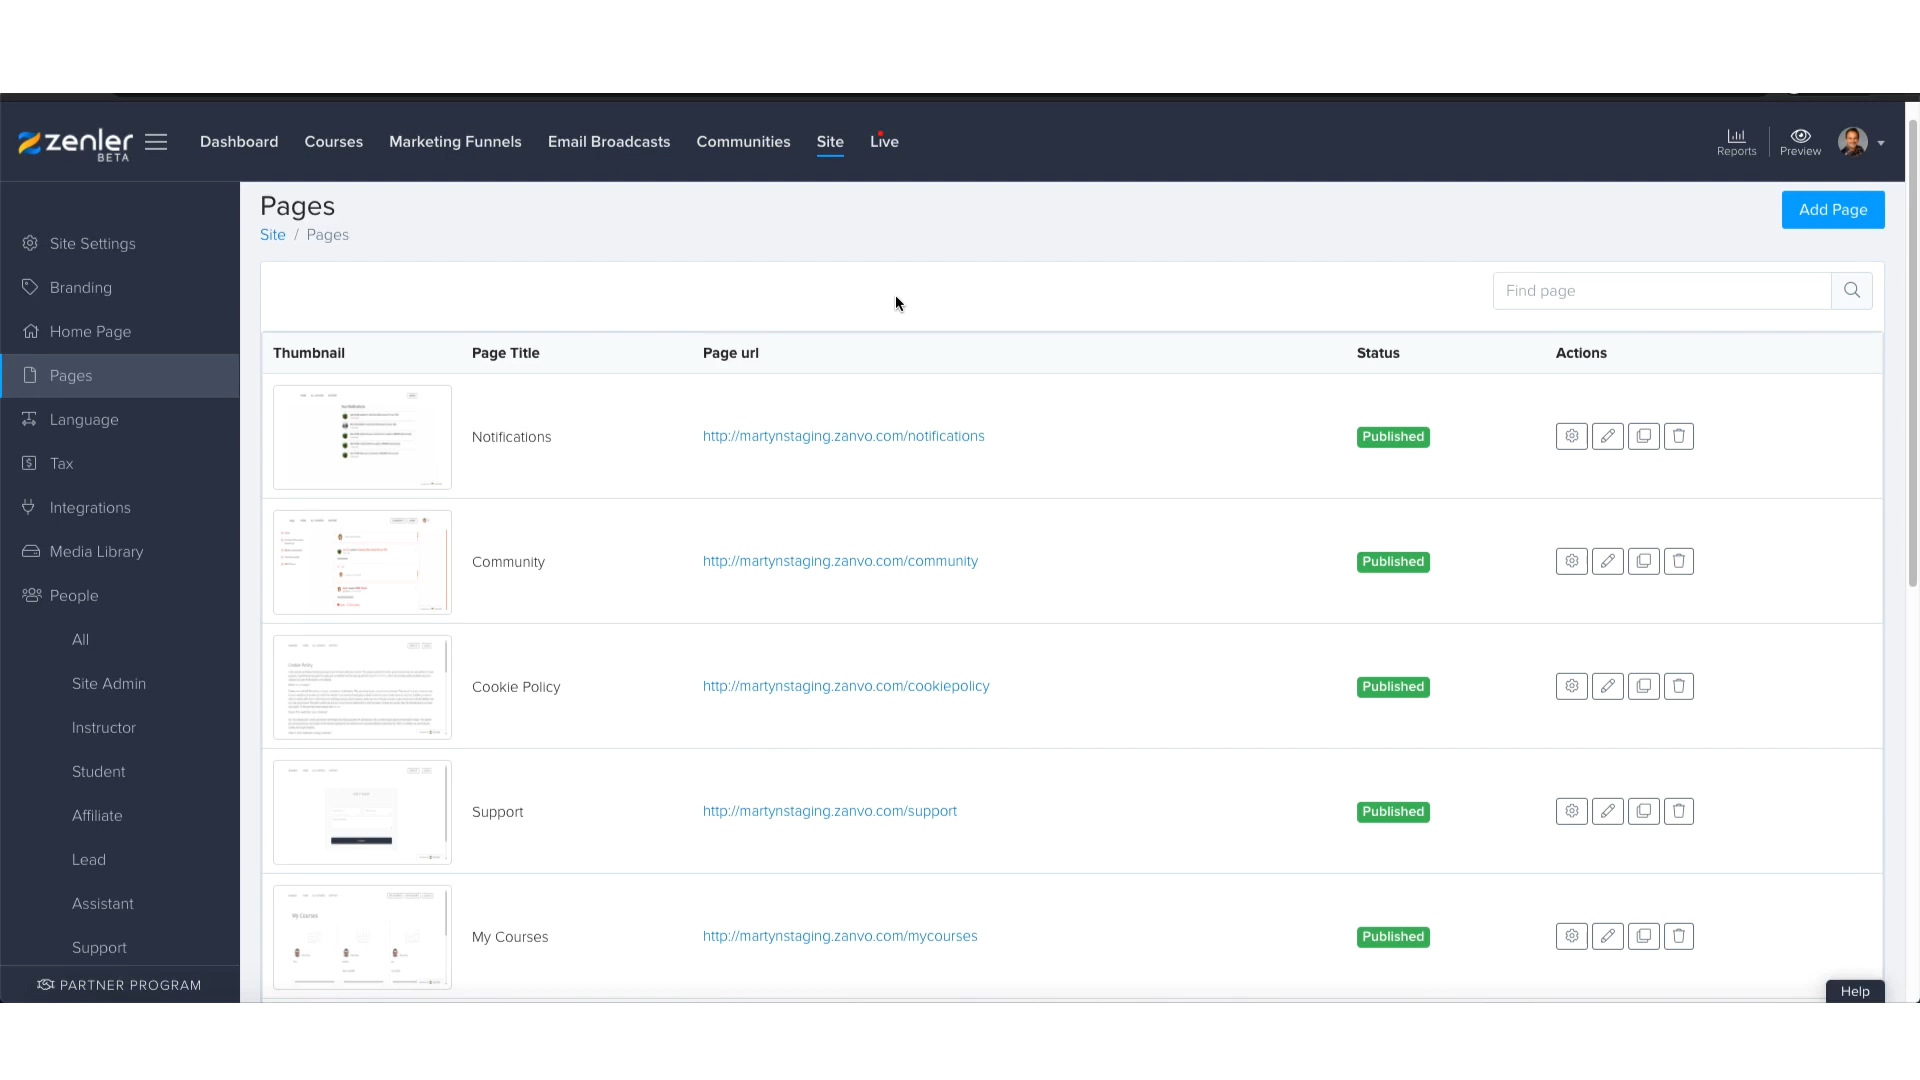 zenler
BETA
Dashboard Courses Marketing Funnels Email Broadcasts Communities Site Live
Reports
Preview
Site Settings
Branding
Home Page
Pages
Language
Tax
Integrations
Media Library
People
All
Site Admin
Instructor
Student
Affiliate
Lead
Assistant
Support
PARTNER PROGRAM
Pages
Site / Pages
Add Page
Find page
Thumbnail Page Title Page url Status Actions
Notifications http://martynstaging.zanvo.com/notifications Published
Community http://martynstaging.zanvo.com/community Published
Cookie Policy http://martynstaging.zanvo.com/cookiepolicy Published
Support http://martynstaging.zanvo.com/support Published
My Courses
My Courses http://martynstaging.zanvo.com/mycourses Published
Help